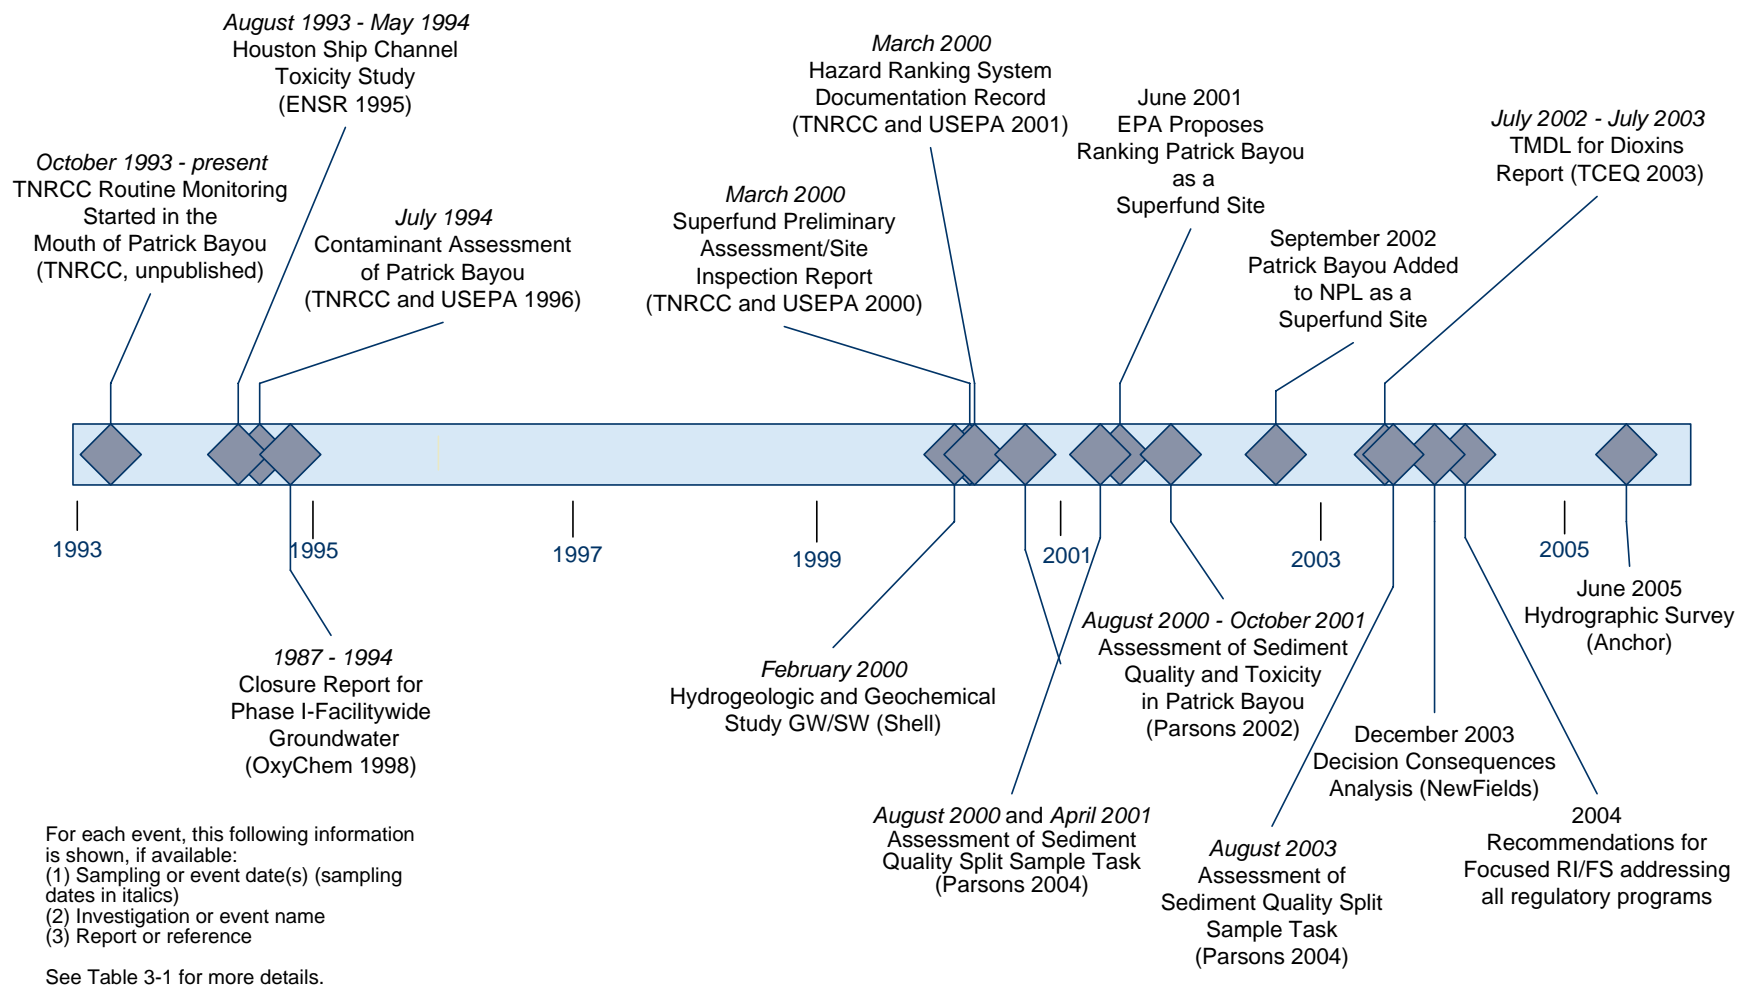 August 1993 - May 1994
Houston Ship Channel
Toxicity Study
(ENSR 1995)
October 1993 - present
TNRCC Routine Monitoring
Started in the
Mouth of Patrick Bayou
(TNRCC, unpublished)
July 1994
Contaminant Assessment
of Patrick Bayou
(TNRCC and USEPA 1996)
March 2000
Superfund Preliminary
Assessment/Site
Inspection Report
(TNRCC and USEPA 2000)
March 2000
Hazard Ranking System
Documentation Record
(TNRCC and USEPA 2001)
June 2001
EPA Proposes
Ranking Patrick Bayou
as a
Superfund Site
September 2002
Patrick Bayou Added
to NPL as a
Superfund Site
July 2002 - July 2003
TMDL for Dioxins
Report (TCEQ 2003)
1993
1995
1997
1999
2001
2003
2005
1987 - 1994
Closure Report for
Phase I-Facilitywide
Groundwater
(OxyChem 1998)
February 2000
Hydrogeologic and Geochemical
Study GW/SW (Shell)
August 2000 and April 2001
Assessment of Sediment
Quality Split Sample Task
(Parsons 2004)
August 2000 - October 2001
Assessment of Sediment
Quality and Toxicity
in Patrick Bayou
(Parsons 2002)
August 2003
Assessment of
Sediment Quality Split
Sample Task
(Parsons 2004)
December 2003
Decision Consequences
Analysis (NewFields)
2004
Recommendations for
Focused RI/FS addressing
all regulatory programs
June 2005
Hydrographic Survey
(Anchor)
For each event, this following information
is shown, if available:
(1) Sampling or event date(s) (sampling
dates in italics)
(2) Investigation or event name
(3) Report or reference
See Table 3-1 for more details.